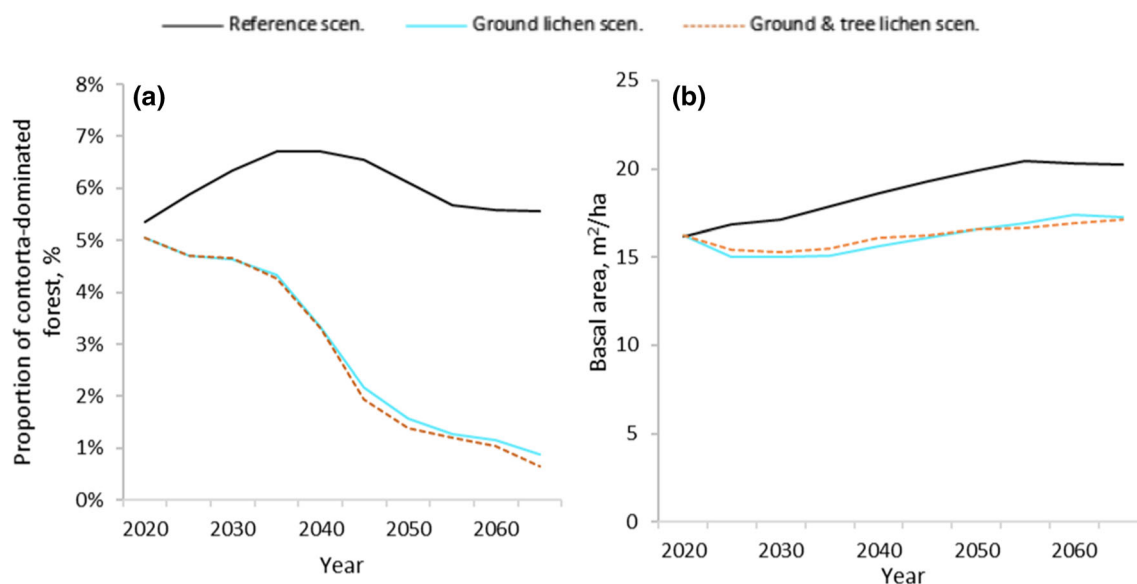 Reference scen. Ground lichen scen. Ground & tree lichen scen.
(a)
Proportion of contorta-dominated
forest, %
8%
7%
6%
5%
4%
3%
2%
1%
0%
2020 2030 2040 2050 2060
Year
(b)
Basal area, m²/ha
25
20
15
10
5
0
2020 2030 2040 2050 2060
Year